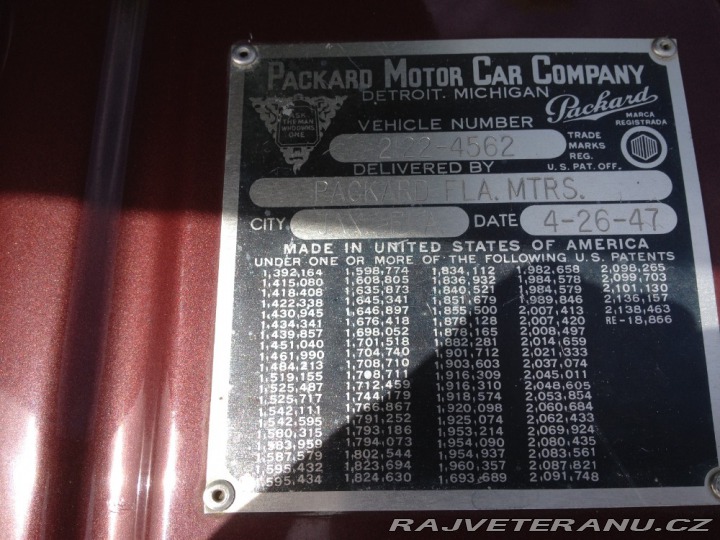 PACKARD MOTOR CAR COMPANY
DETROIT. MICHIGAN
ASK
THE MAN
WHO OWNS
ONE
Packard
MARCA
REGISTRADA
VEHICLE NUMBER
-4562
TRADE
MARKS
REG.
U.S. PAT. OFF.
DELIVERED BY
PACKARD FLA. MTRS.
CITY DATE 4-26-47
MADE IN UNITED STATES OF AMERICA
UNDER ONE OR MORE OF THE FOLLOWING U.S. PATENTS
1,392,164 1,598,774 1,834,112 1,982,658 2,098,265
1,415,080 1,608,805 1,836,932 1,984,578 2,099,703
1,418,408 1,635,873 1,840,521 1,984,579 2,101,130
1,422,338 1,645,341 1,851,679 1,989,846 2,136,157
1,430,945 1,646,897 1,855,500 2,007,413 2,138,463
1,434,341 1,676,418 1,878,128 2,007,420 RE-18,866
1,439,857 1,698,052 1,878,165 2,008,497
1,451,040 1,701,518 1,882,281 2,014,659
1,461,990 1,704,740 1,901,712 2,021,333
1,484,213 1,708,710 1,903,603 2,037,074
1,519,155 1,708,711 1,916,309 2,045,011
1,525,487 1,712,459 1,916,310 2,048,605
1,525,717 1,744,179 1,918,574 2,053,854
1,542,111 1,766,867 1,920,098 2,060,684
1,542,595 1,791,252 1,925,074 2,062,433
1,580,315 1,793,186 1,953,214 2,069,924
1,583,959 1,794,073 1,954,090 2,080,435
1,587,579 1,802,544 1,954,937 2,083,561
1,595,432 1,823,694 1,960,357 2,087,821
1,595,434 1,824,630 1,693,689 2,091,748
RAJVETERANU.CZ